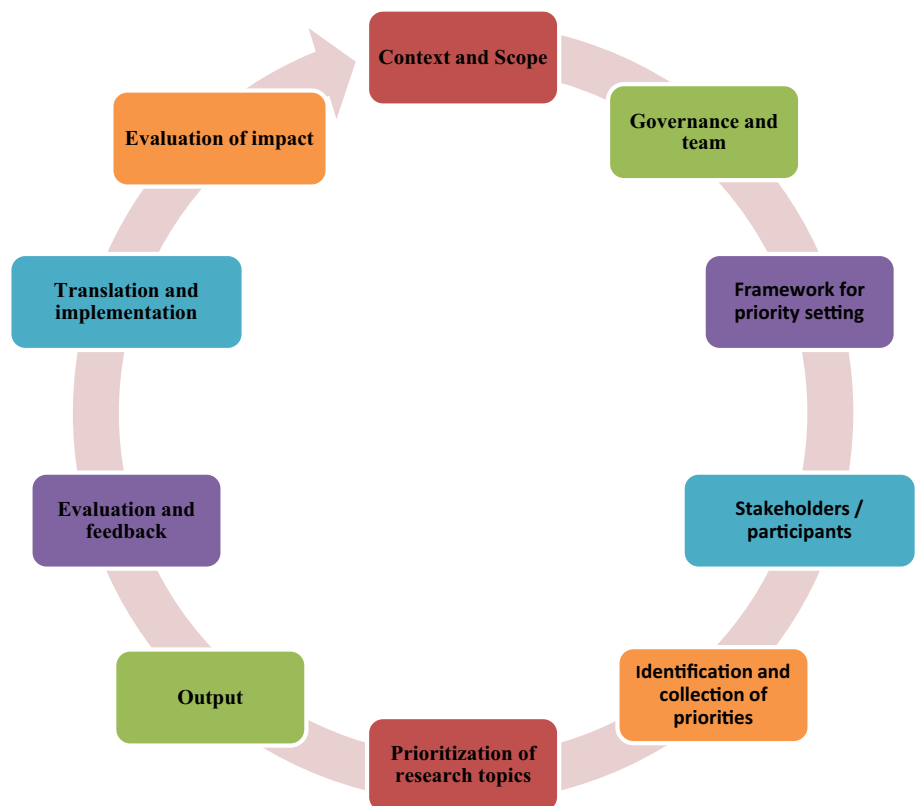 Context and Scope
Governance and
team
Framework for
priority setting
Stakeholders /
participants
Identification and
collection of
priorities
Prioritization of
research topics
Output
Evaluation and
feedback
Translation and
implementation
Evaluation of impact